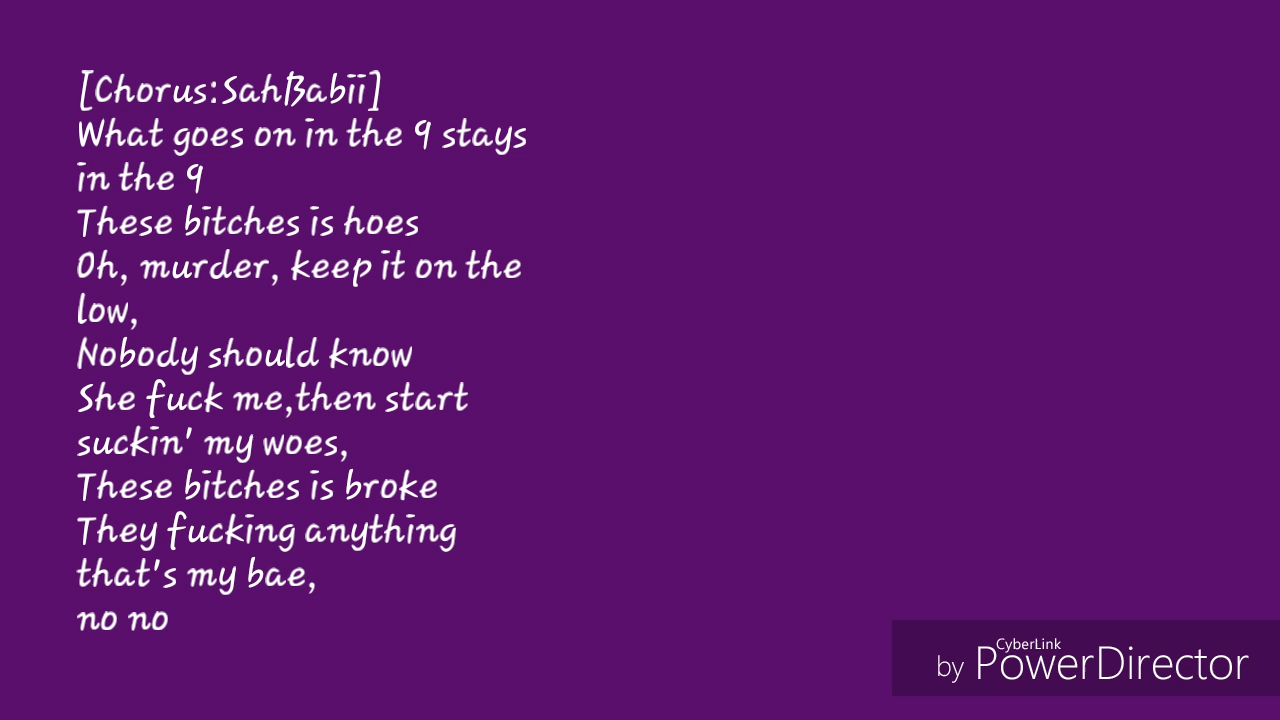 [Chorus:SahBabii]
What goes on in the 9 stays
in the 9
These bitches is hoes
Oh, murder, keep it on the
low,
Nobody should know
She fuck me,then start
suckin' my woes,
These bitches is broke
They fucking anything
that's my bae,
no no
CyberLink
by PowerDirector